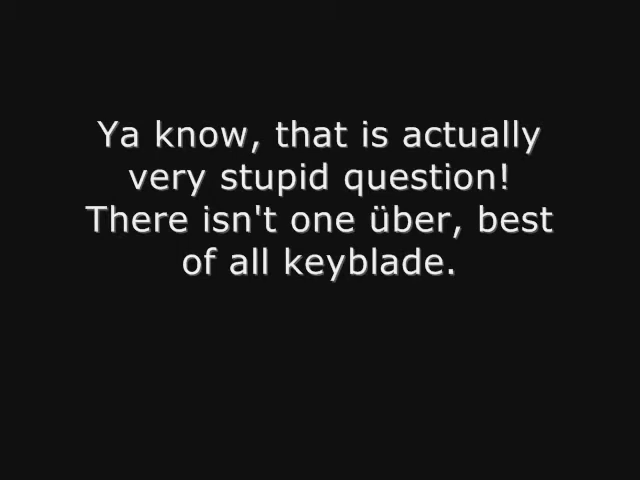 Ya know, that is actually
very stupid question!
There isn't one über, best
of all keyblade.